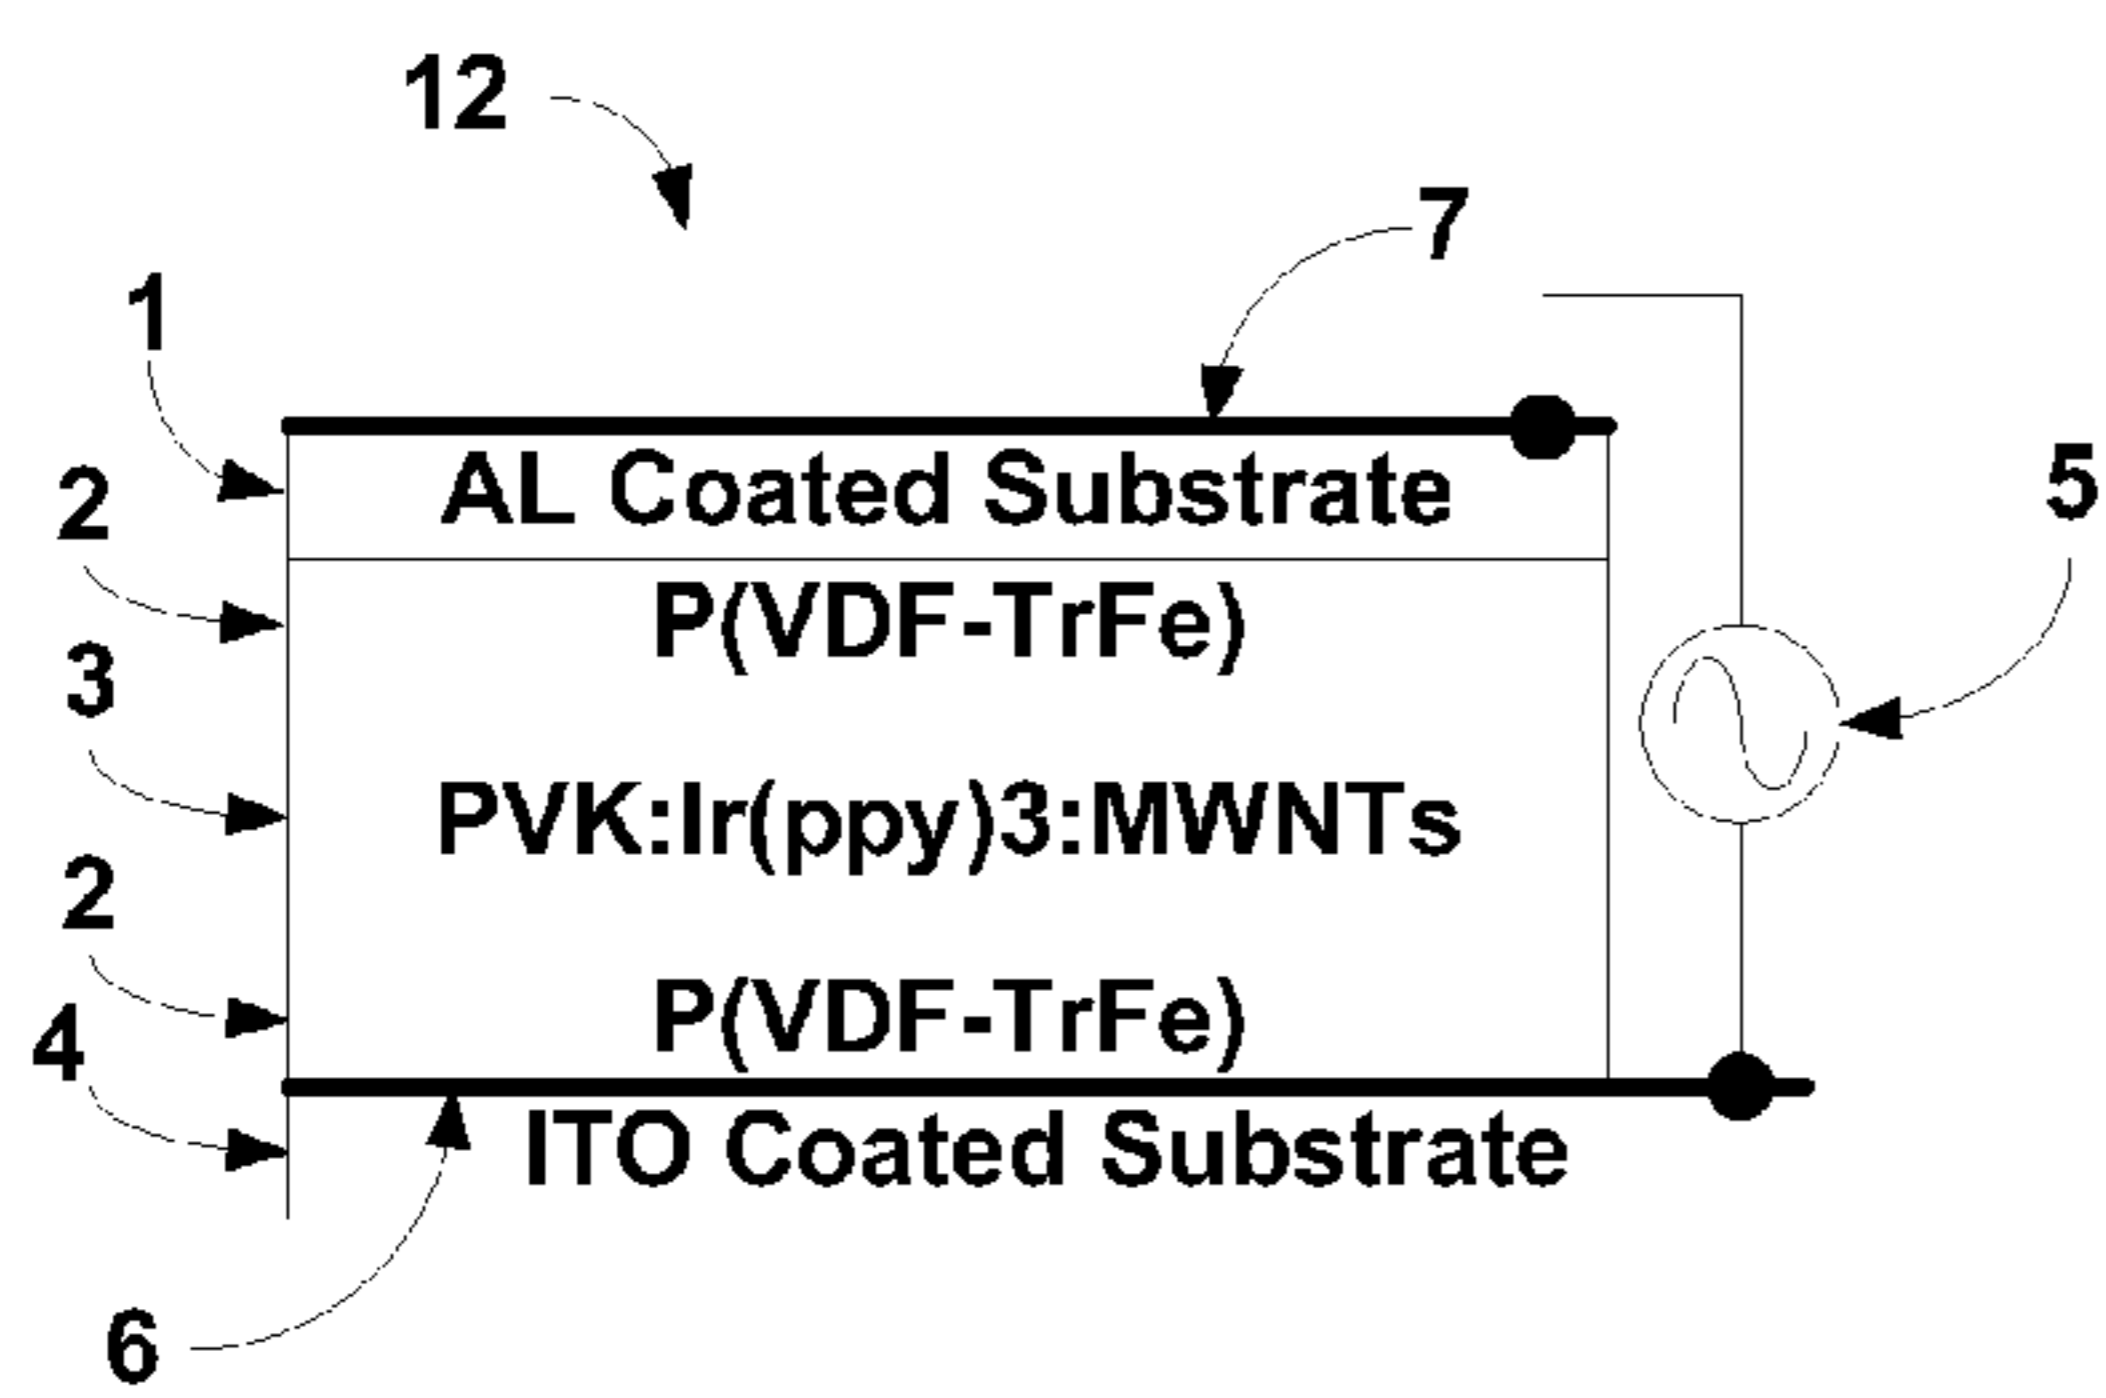 12
7
1
AL Coated Substrate
5
2
P(VDF-TrFe)
3
PVK:Ir(ppy)3:MWNTs
2
P(VDF-TrFe)
4
ITO Coated Substrate
6